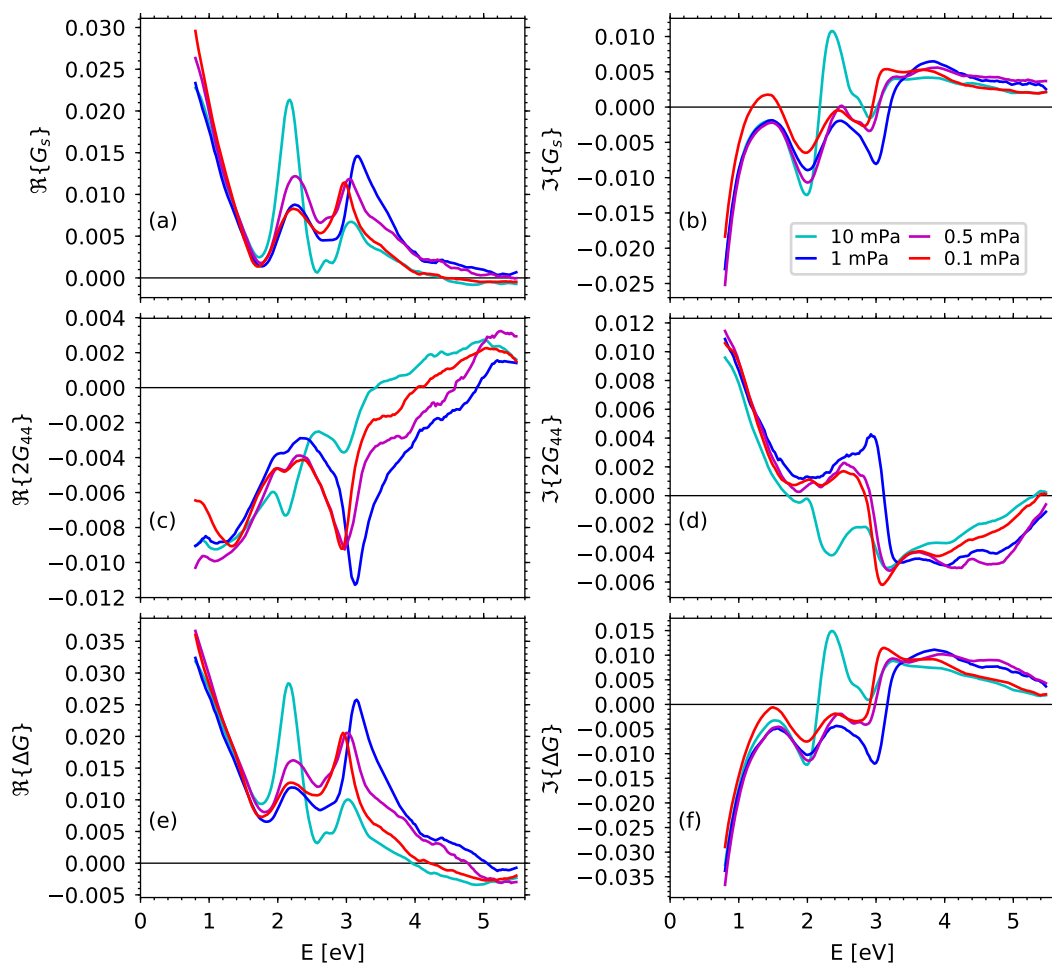 0.030
0.025
0.020
0.015
0.010
0.005
0.000
ℜ{G_s}
(a)
0.010
0.005
0.000
−0.005
−0.010
−0.015
−0.020
−0.025
ℑ{G_s}
(b)
10 mPa
1 mPa
0.5 mPa
0.1 mPa
0.004
0.002
0.000
−0.002
−0.004
−0.006
−0.008
−0.010
−0.012
ℜ{2G_44}
(c)
0.012
0.010
0.008
0.006
0.004
0.002
0.000
−0.002
−0.004
−0.006
ℑ{2G_44}
(d)
0.035
0.030
0.025
0.020
0.015
0.010
0.005
0.000
−0.005
ℜ{ΔG}
(e)
0 1 2 3 4 5
E [eV]
0.015
0.010
0.005
0.000
−0.005
−0.010
−0.015
−0.020
−0.025
−0.030
−0.035
ℑ{ΔG}
(f)
0 1 2 3 4 5
E [eV]